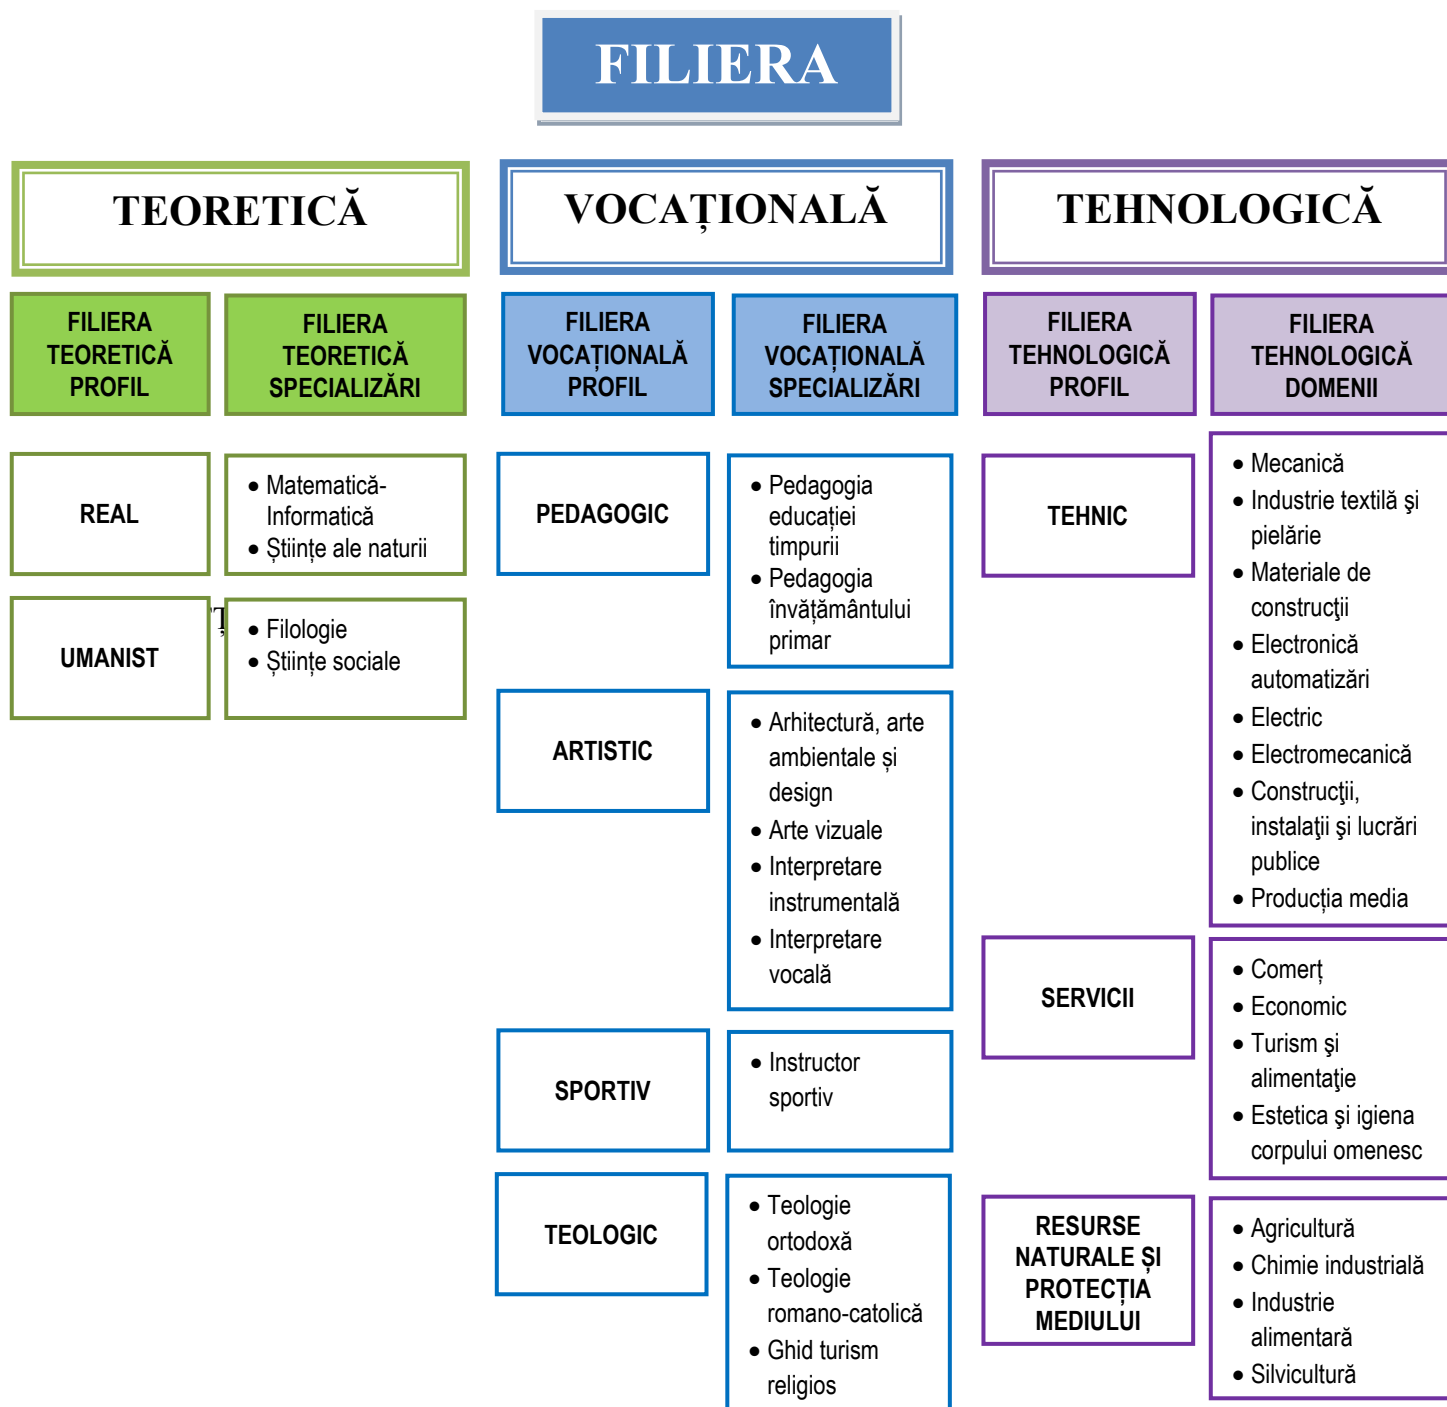 FILIERA
TEORETICĂ
VOCAȚIONALĂ
TEHNOLOGICĂ
FILIERA
TEORETICĂ
PROFIL
FILIERA
TEORETICĂ
SPECIALIZĂRI
FILIERA
VOCAȚIONALĂ
PROFIL
FILIERA
VOCAȚIONALĂ
SPECIALIZĂRI
FILIERA
TEHNOLOGICĂ
PROFIL
FILIERA
TEHNOLOGICĂ
DOMENII
REAL
• Matematică-
Informatică
• Științe ale naturii
UMANIST
• Filologie
• Științe sociale
PEDAGOGIC
• Pedagogia
educației
timpurii
• Pedagogia
învățământului
primar
ARTISTIC
• Arhitectură, arte
ambientale și
design
• Arte vizuale
• Interpretare
instrumentală
• Interpretare
vocală
SPORTIV
• Instructor
sportiv
TEOLOGIC
• Teologie
ortodoxă
• Teologie
romano-catolică
• Ghid turism
religios
TEHNIC
• Mecanică
• Industrie textilă şi
pielărie
• Materiale de
construcţii
• Electronică
automatizări
• Electric
• Electromecanică
• Construcţii,
instalaţii şi lucrări
publice
• Producția media
SERVICII
• Comerț
• Economic
• Turism şi
alimentaţie
• Estetica şi igiena
corpului omenesc
RESURSE
NATURALE ȘI
PROTECȚIA
MEDIULUI
• Agricultură
• Chimie industrială
• Industrie
alimentară
• Silvicultură